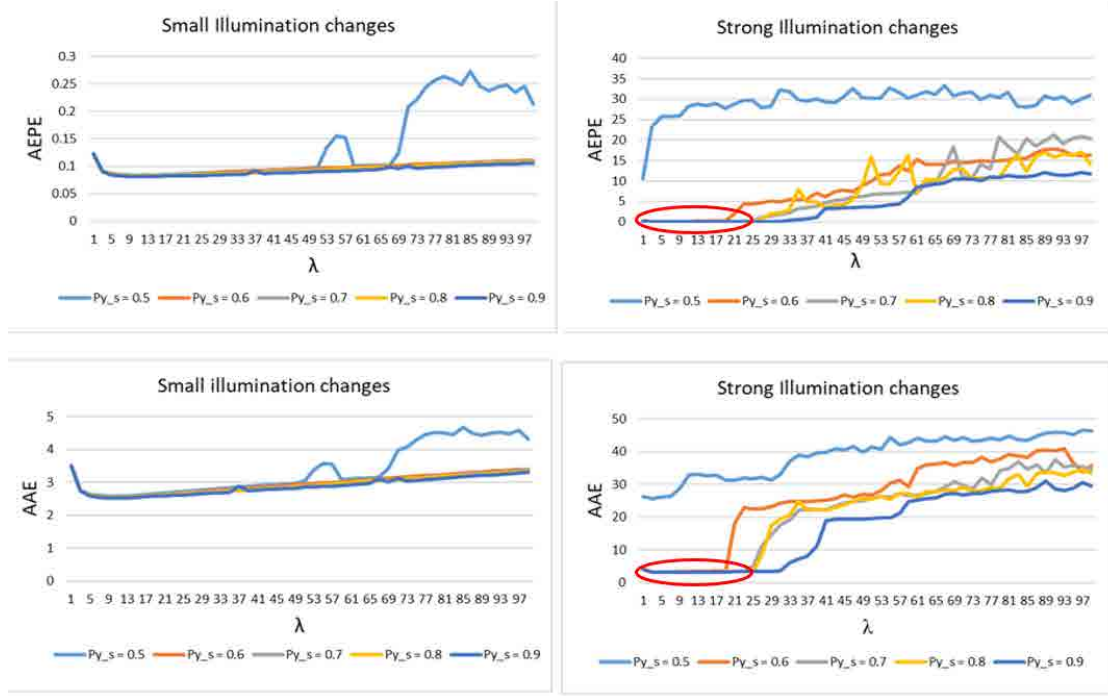 Small Illumination changes
AEPE
0.3
0.25
0.2
0.15
0.1
0.05
0
1 5 9 13 17 21 25 29 33 37 41 45 49 53 57 61 65 69 73 77 81 85 89 93 97
λ
Py_s = 0.5 Py_s = 0.6 Py_s = 0.7 Py_s = 0.8 Py_s = 0.9
Strong Illumination changes
AEPE
40
35
30
25
20
15
10
5
0
1 5 9 13 17 21 25 29 33 37 41 45 49 53 57 61 65 69 73 77 81 85 89 93 97
λ
Py_s = 0.5 Py_s = 0.6 Py_s = 0.7 Py_s = 0.8 Py_s = 0.9
Small illumination changes
AAE
5
4
3
2
1
0
1 5 9 13 17 21 25 29 33 37 41 45 49 53 57 61 65 69 73 77 81 85 89 93 97
λ
Py_s = 0.5 Py_s = 0.6 Py_s = 0.7 Py_s = 0.8 Py_s = 0.9
Strong Illumination changes
AAE
50
40
30
20
10
0
1 5 9 13 17 21 25 29 33 37 41 45 49 53 57 61 65 69 73 77 81 85 89 93 97
λ
Py_s = 0.5 Py_s = 0.6 Py_s = 0.7 Py_s = 0.8 Py_s = 0.9